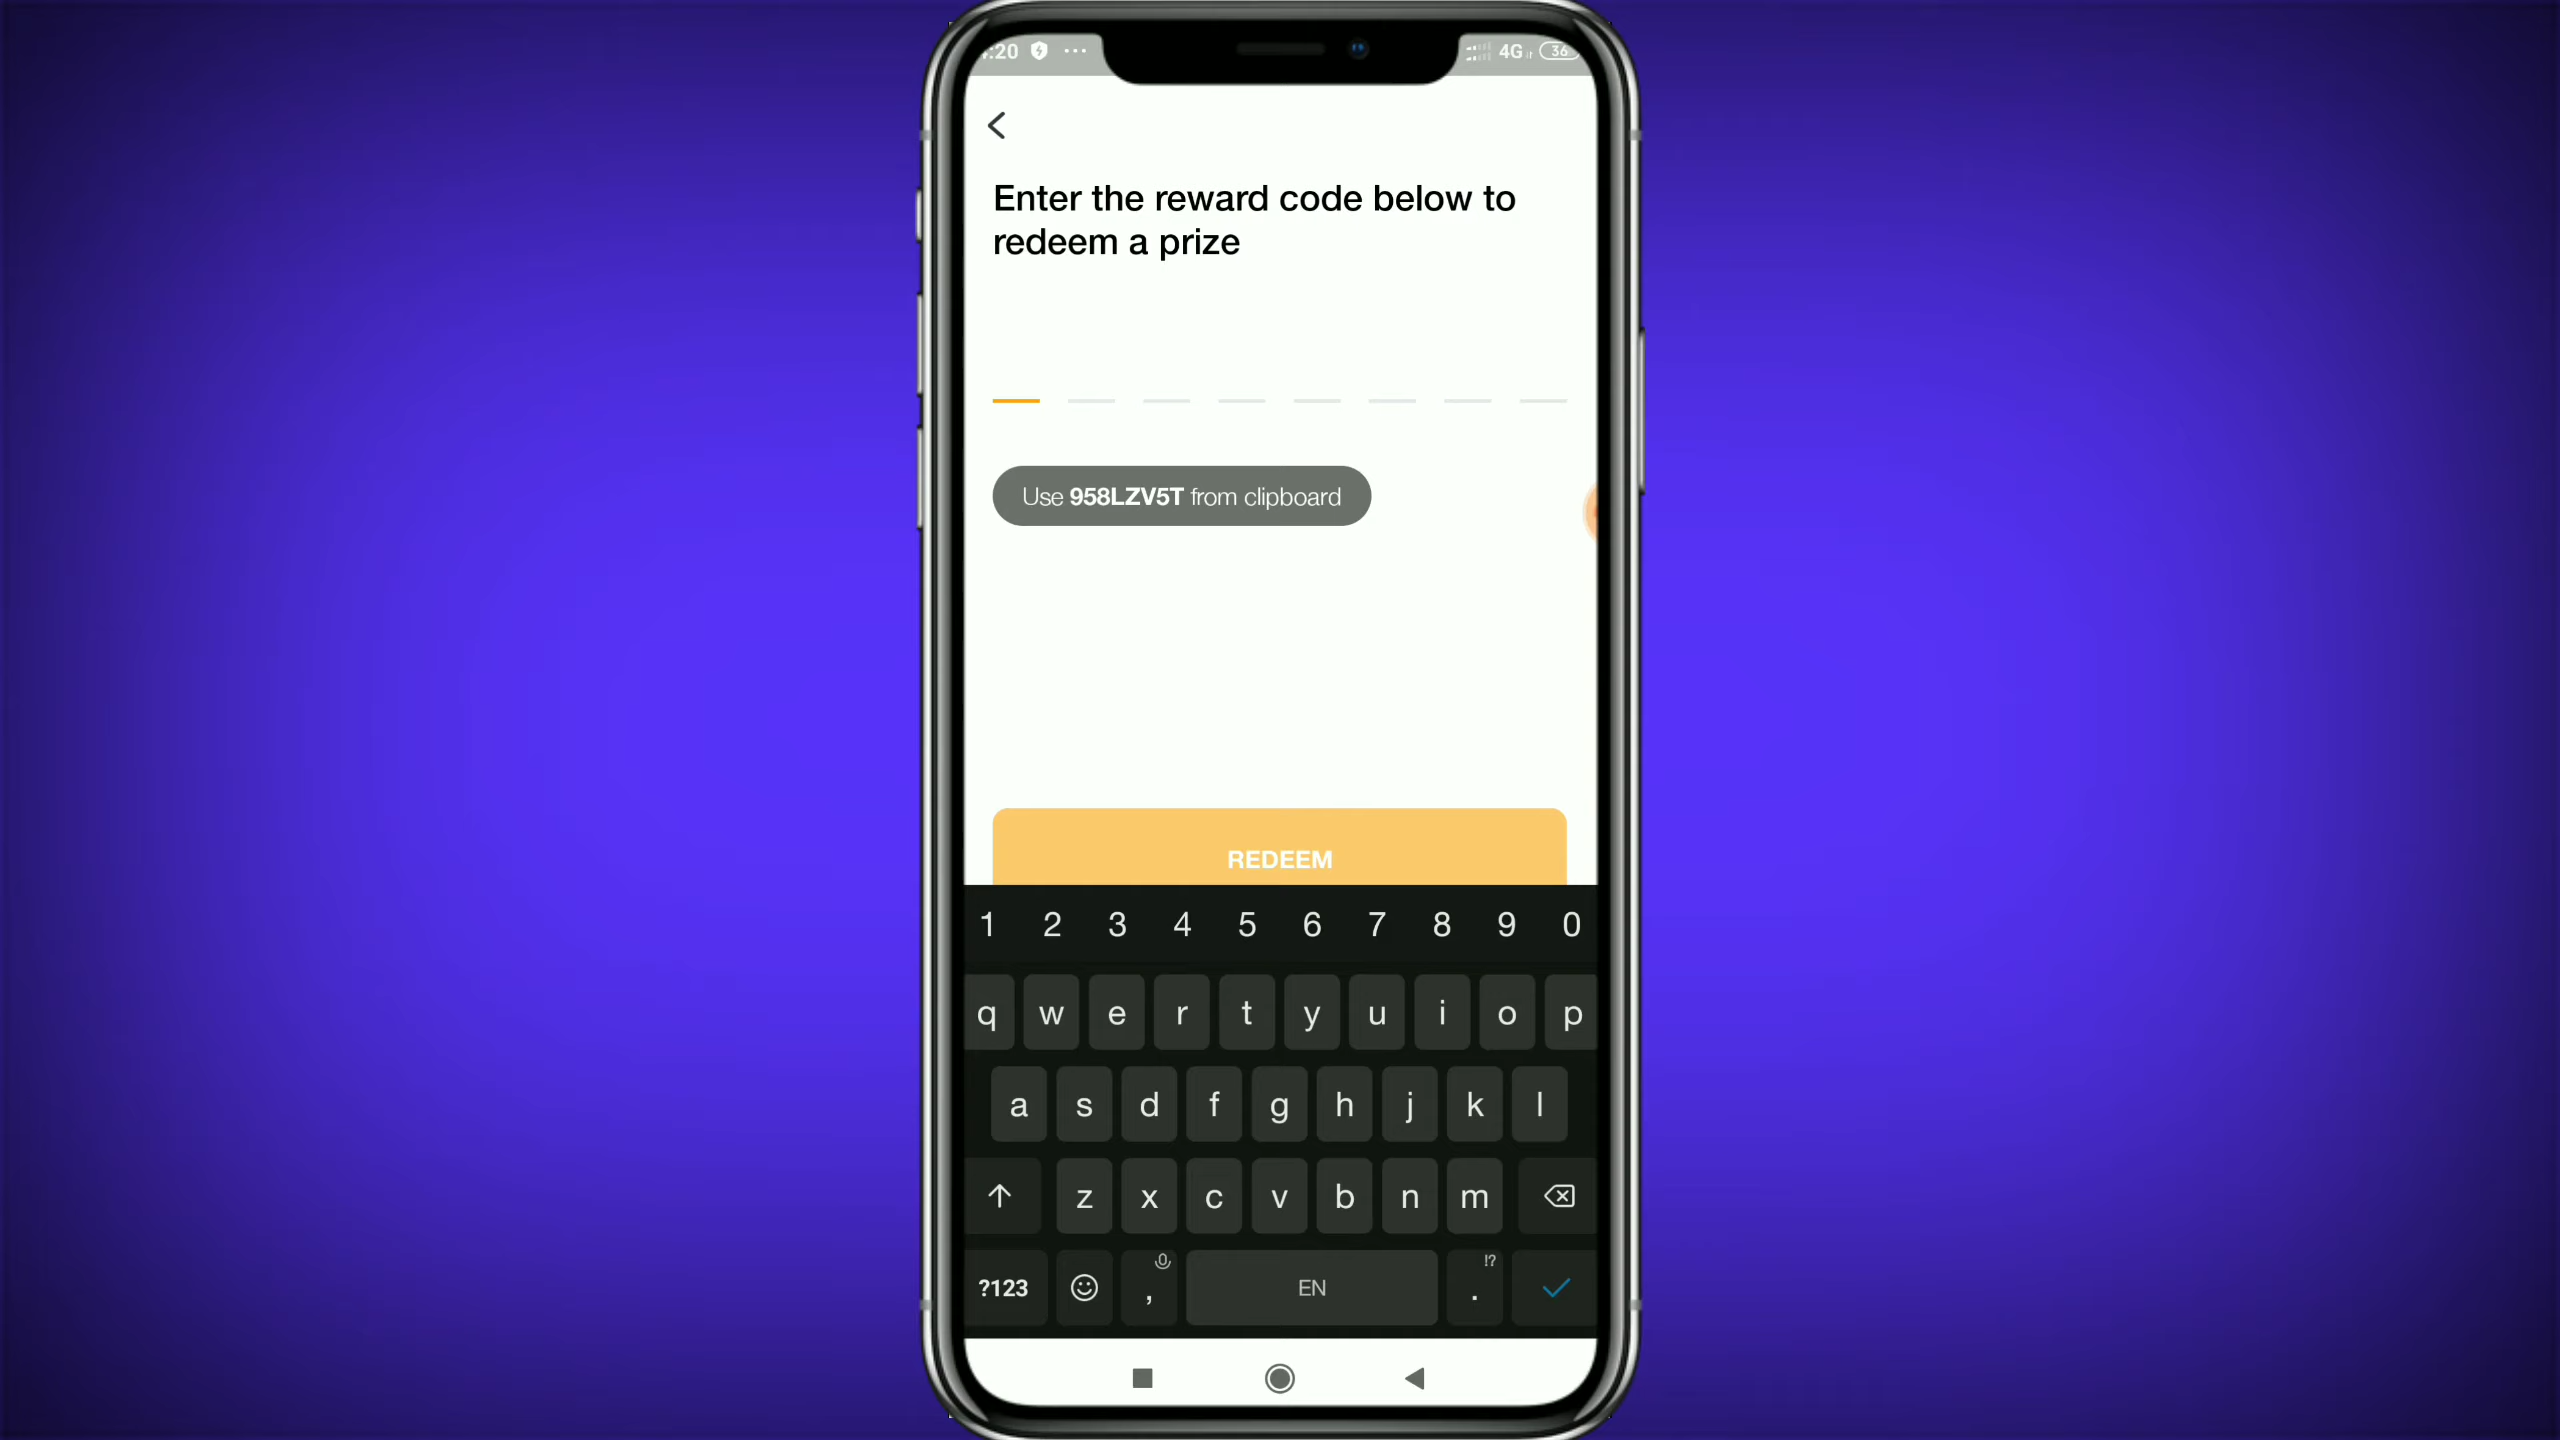 :20 ... 4G 36
Enter the reward code below to
redeem a prize
Use 958LZV5T from clipboard
REDEEM
1 2 3 4 5 6 7 8 9 0
q w e r t y u i o p
a s d f g h j k l
z x c v b n m
!?
?123 , EN .